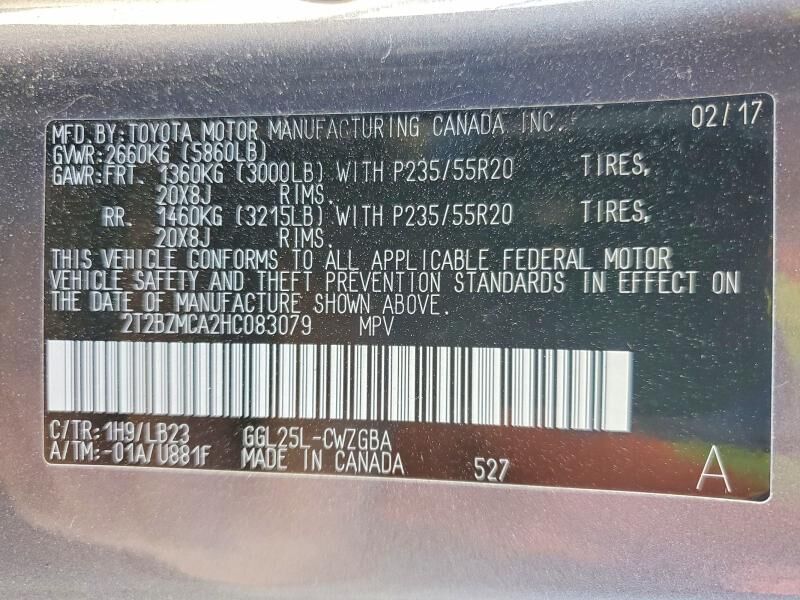 MFD. BY: TOYOTA MOTOR MANUFACTURING CANADA INC. 02/17
GVWR: 2660KG (5860LB)
GAWR: FRT. 1360KG (3000LB) WITH P235/55R20 TIRES,
20X8J RIMS.
RR. 1460KG (3215LB) WITH P235/55R20 TIRES,
20X8J RIMS.
THIS VEHICLE CONFORMS TO ALL APPLICABLE FEDERAL MOTOR
VEHICLE SAFETY AND THEFT PREVENTION STANDARDS IN EFFECT ON
THE DATE OF MANUFACTURE SHOWN ABOVE.
2T2BZMCA2HC083079 MPV
C/TR: 1H9/LB23 GGL25L-CWZGBA
A/TM: -01A/U881F MADE IN CANADA 527 A